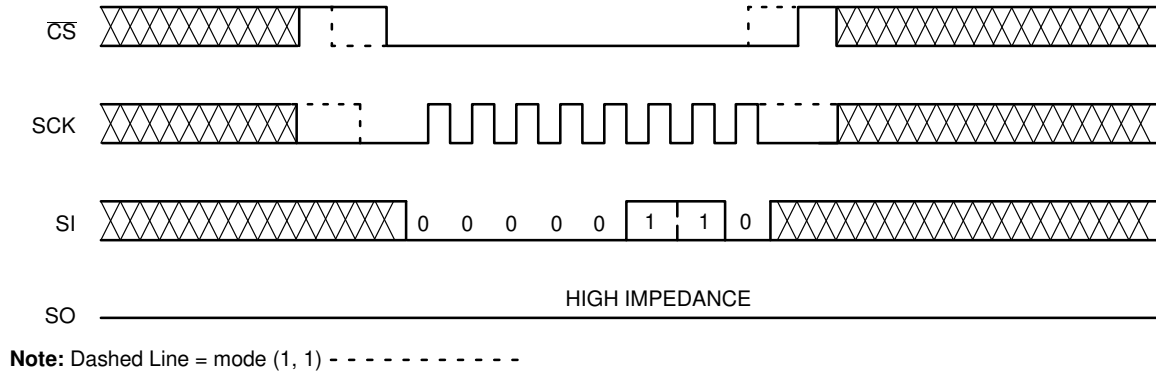 C̅S̅
SCK
SI 0 0 0 0 0 1 1 0
HIGH IMPEDANCE
SO
Note: Dashed Line = mode (1, 1) - - - - - - - - - - - -